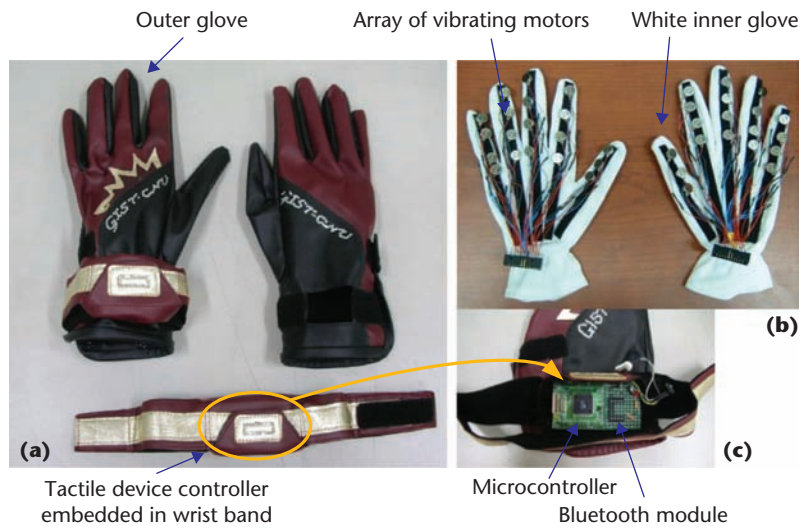 Outer glove
Array of vibrating motors
White inner glove
GIST-CNU
GIST-CNU
(a)
(b)
GIST
(c)
Tactile device controller
embedded in wrist band
Microcontroller
Bluetooth module